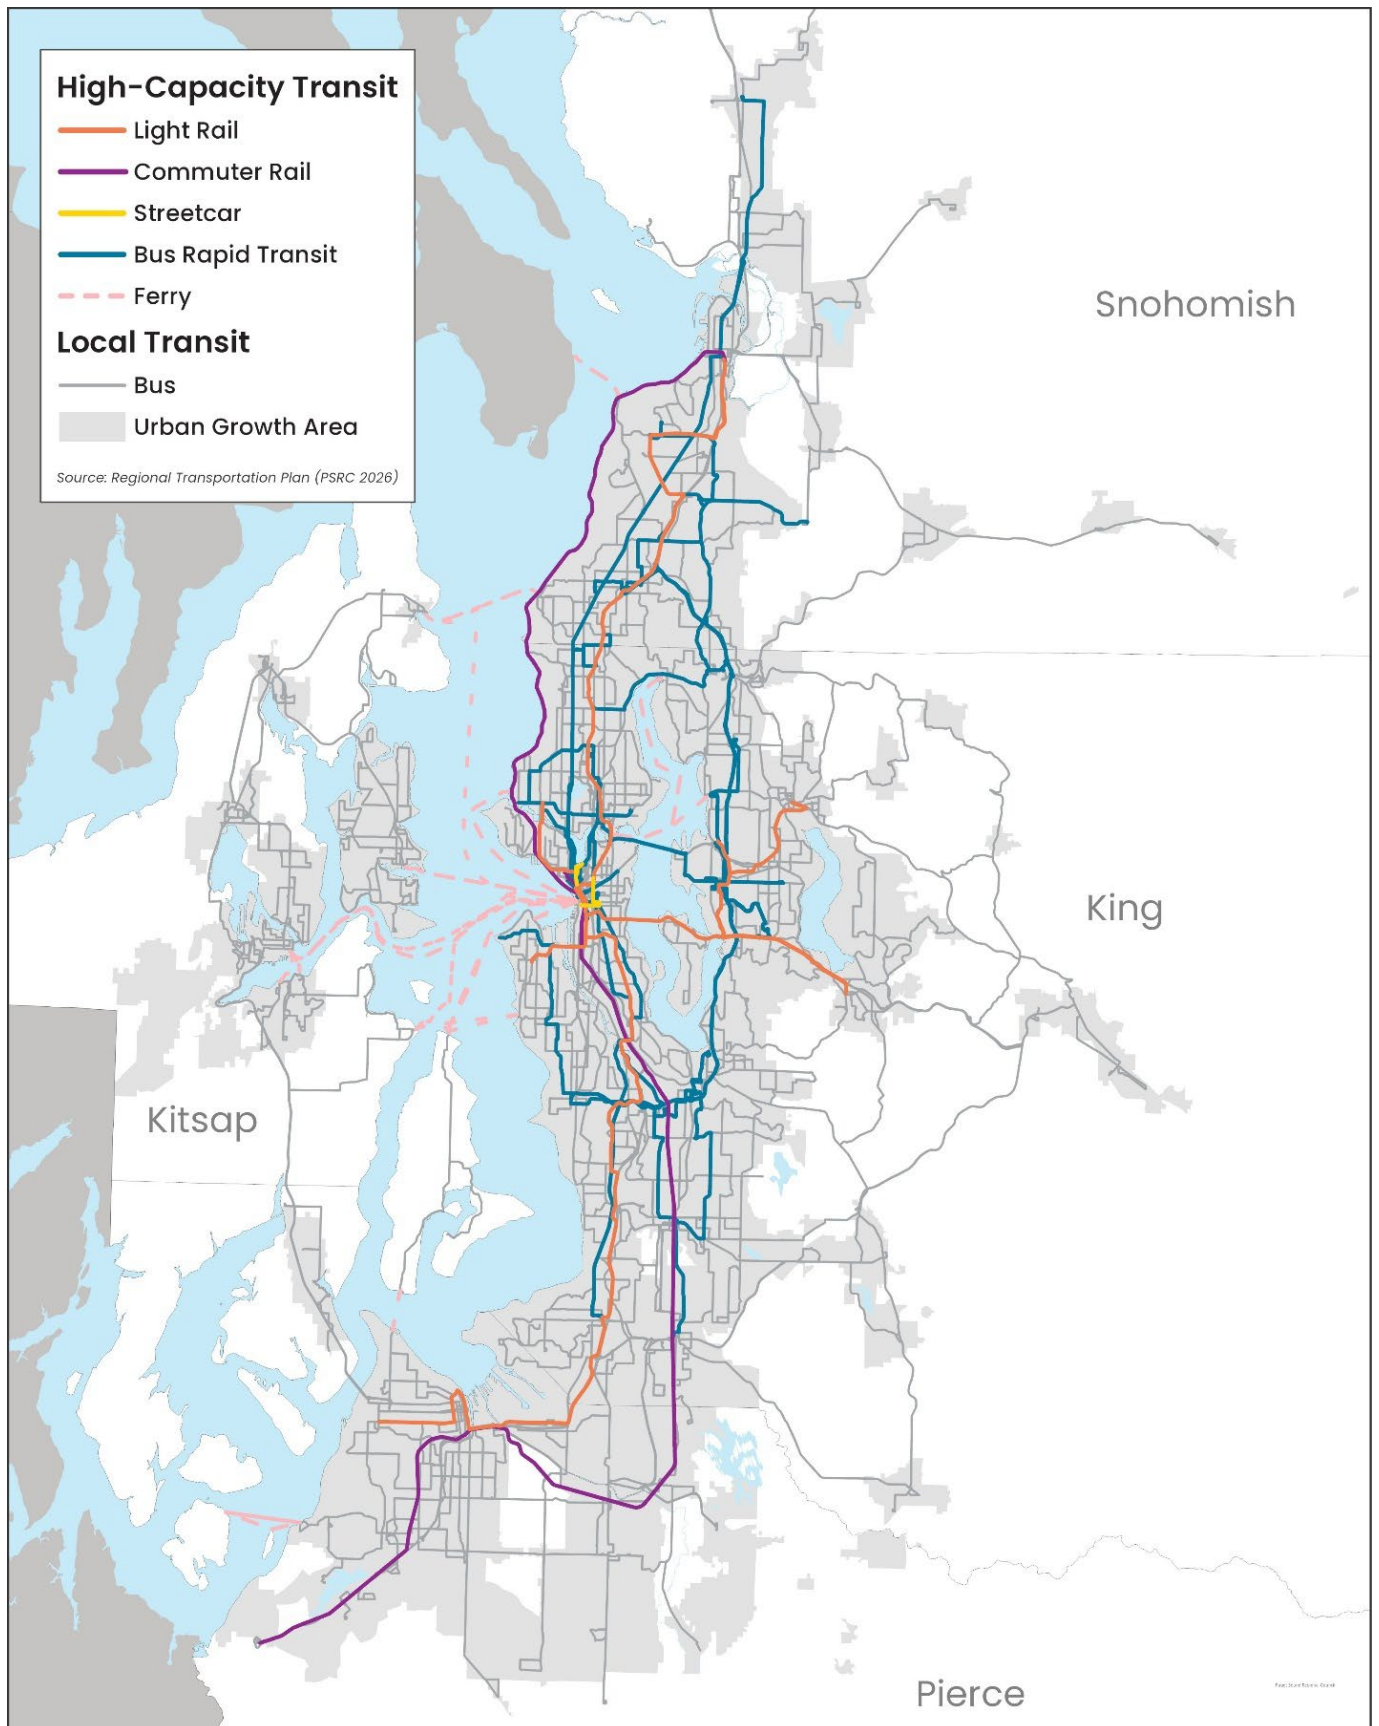 High-Capacity Transit
Light Rail
Commuter Rail
Streetcar
Bus Rapid Transit
Ferry
Local Transit
Bus
Urban Growth Area
Source: Regional Transportation Plan (PSRC 2026)
Snohomish
King
Kitsap
Pierce